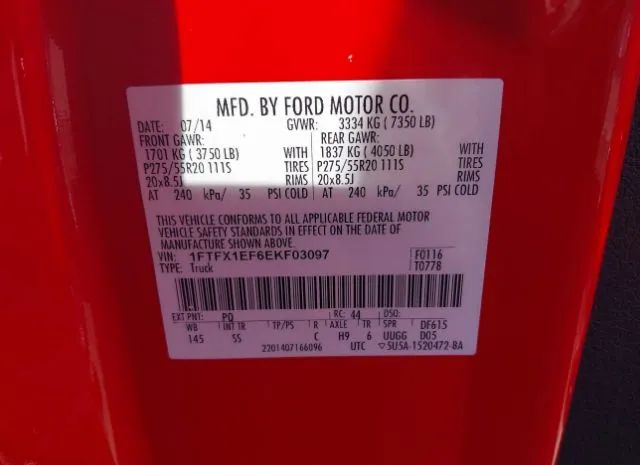 MFD. BY FORD MOTOR CO.
DATE: 07/14 GVWR: 3334 KG ( 7350 LB)
FRONT GAWR: REAR GAWR:
1701 KG ( 3750 LB) WITH 1837 KG ( 4050 LB) WITH
P275/55R20 111S TIRES P275/55R20 111S TIRES
20x8.5J RIMS 20x8.5J RIMS
AT 240 kPa/ 35 PSI COLD AT 240 kPa/ 35 PSI COLD
THIS VEHICLE CONFORMS TO ALL APPLICABLE FEDERAL MOTOR
VEHICLE SAFETY STANDARDS IN EFFECT ON THE DATE OF
MANUFACTURE SHOWN ABOVE.
VIN: 1FTFX1EF6EKF03097 F0116
TYPE: Truck T0778
EXT PNT: PQ RC: 44 DSO:
WB INT TR TP/PS R AXLE TR SPR DF615
145 SS C H9 6 UUGG D05
2201407166096 UTC 5U5A-1520472-BA